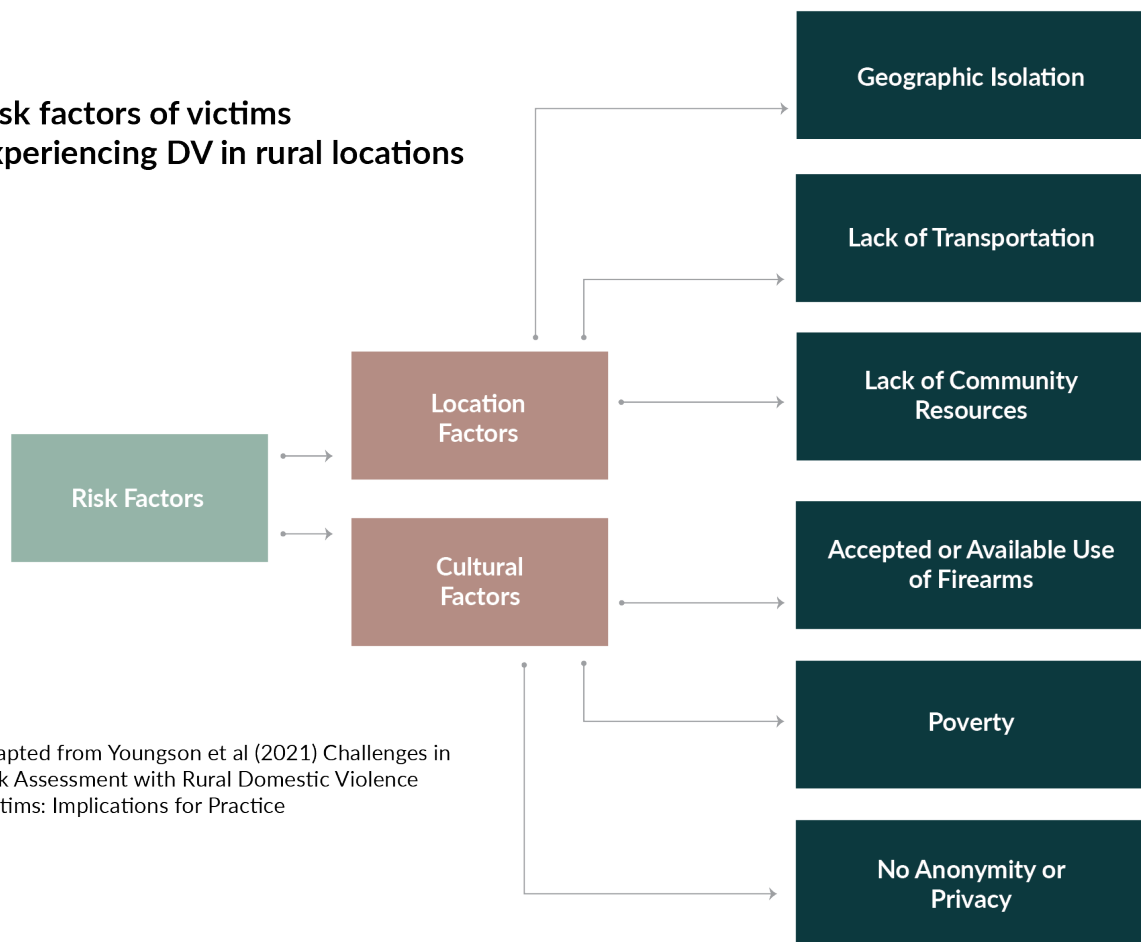 sk factors of victims
xperiencing DV in rural locations
Risk Factors
Location
Factors
Cultural
Factors
Geographic Isolation
Lack of Transportation
Lack of Community
Resources
Accepted or Available Use
of Firearms
Poverty
No Anonymity or
Privacy
apted from Youngson et al (2021) Challenges in
k Assessment with Rural Domestic Violence
tims: Implications for Practice